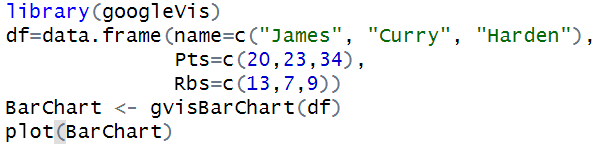 library(googleVis)
df=data.frame(name=c("James", "Curry", "Harden"),
              Pts=c(20,23,34),
              Rbs=c(13,7,9))
BarChart <- gvisBarChart(df)
plot(BarChart)